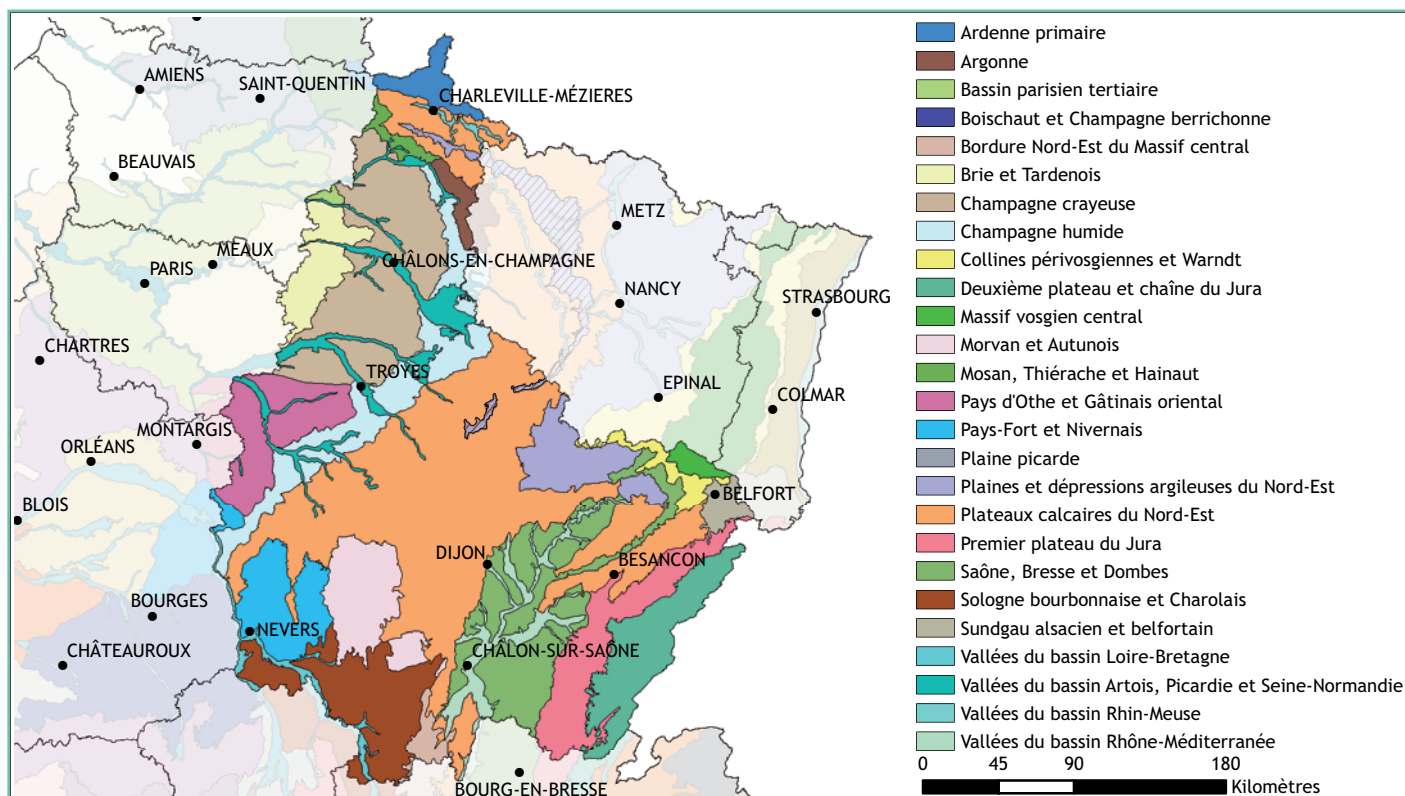 AMIENS
SAINT-QUENTIN
CHARLEVILLE-MÉZIERES
BEAUVAIS
METZ
MEAUX
CHÂLONS-EN-CHAMPAGNE
PARIS
NANCY
STRASBOURG
CHARTRES
TROYES
EPINAL
COLMAR
MONTARGIS
ORLÉANS
BELFORT
BLOIS
DIJON
BESANCON
BOURGES
NEVERS
CHÂTEAUROUX
CHÂLON-SUR-SAÔNE
BOURG-EN-BRESSE
Ardenne primaire
Argonne
Bassin parisien tertiaire
Boischaut et Champagne berrichonne
Bordure Nord-Est du Massif central
Brie et Tardenois
Champagne crayeuse
Champagne humide
Collines périvosgiennes et Warndt
Deuxième plateau et chaîne du Jura
Massif vosgien central
Morvan et Autunois
Mosan, Thiérache et Hainaut
Pays d'Othe et Gâtinais oriental
Pays-Fort et Nivernais
Plaine picarde
Plaines et dépressions argileuses du Nord-Est
Plateaux calcaires du Nord-Est
Premier plateau du Jura
Saône, Bresse et Dombes
Sologne bourbonnaise et Charolais
Sundgau alsacien et belfortain
Vallées du bassin Loire-Bretagne
Vallées du bassin Artois, Picardie et Seine-Normandie
Vallées du bassin Rhin-Meuse
Vallées du bassin Rhône-Méditerranée
0 45 90 180
Kilomètres